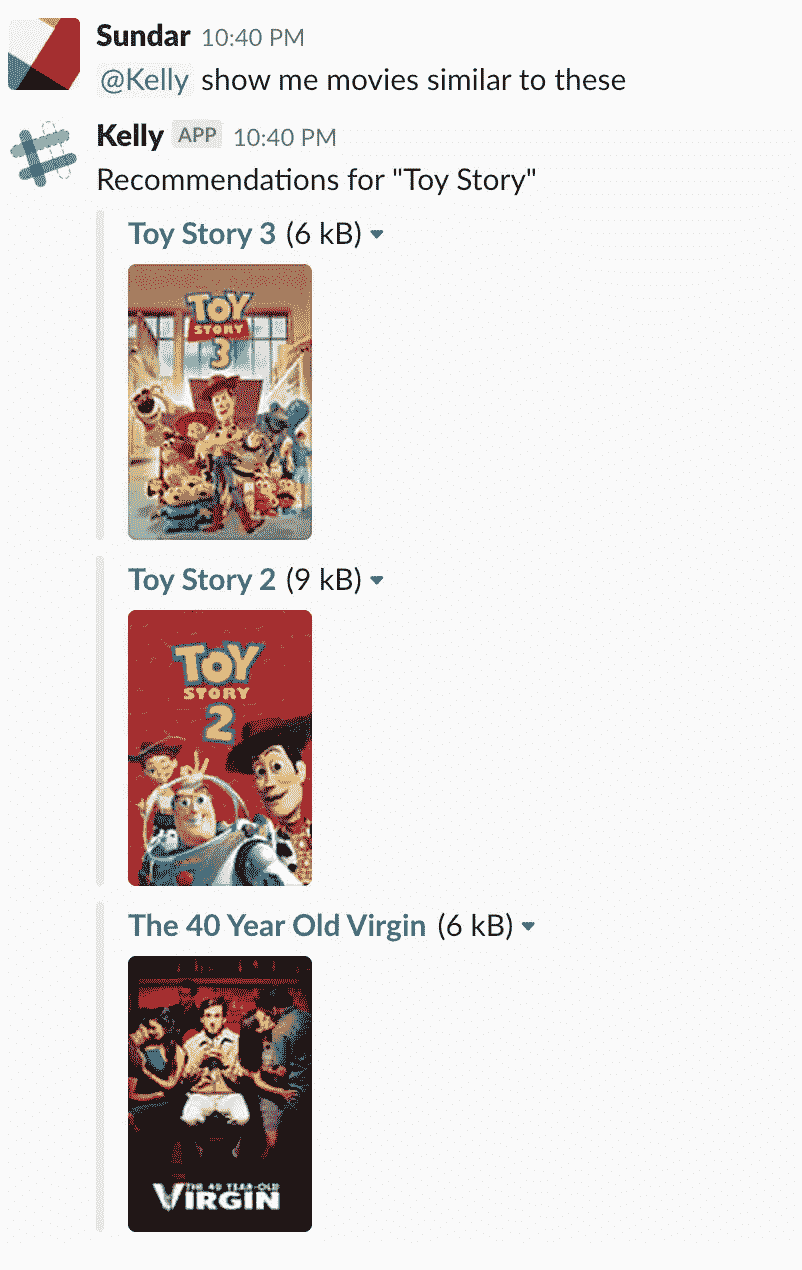 Sundar 10:40 PM
@Kelly show me movies similar to these
Kelly APP 10:40 PM
Recommendations for "Toy Story"
Toy Story 3 (6 kB)
TOY
STORY
3
Toy Story 2 (9 kB)
TOY
STORY
2
The 40 Year Old Virgin (6 kB)
THE 40 YEAR-OLD
VIRGIN